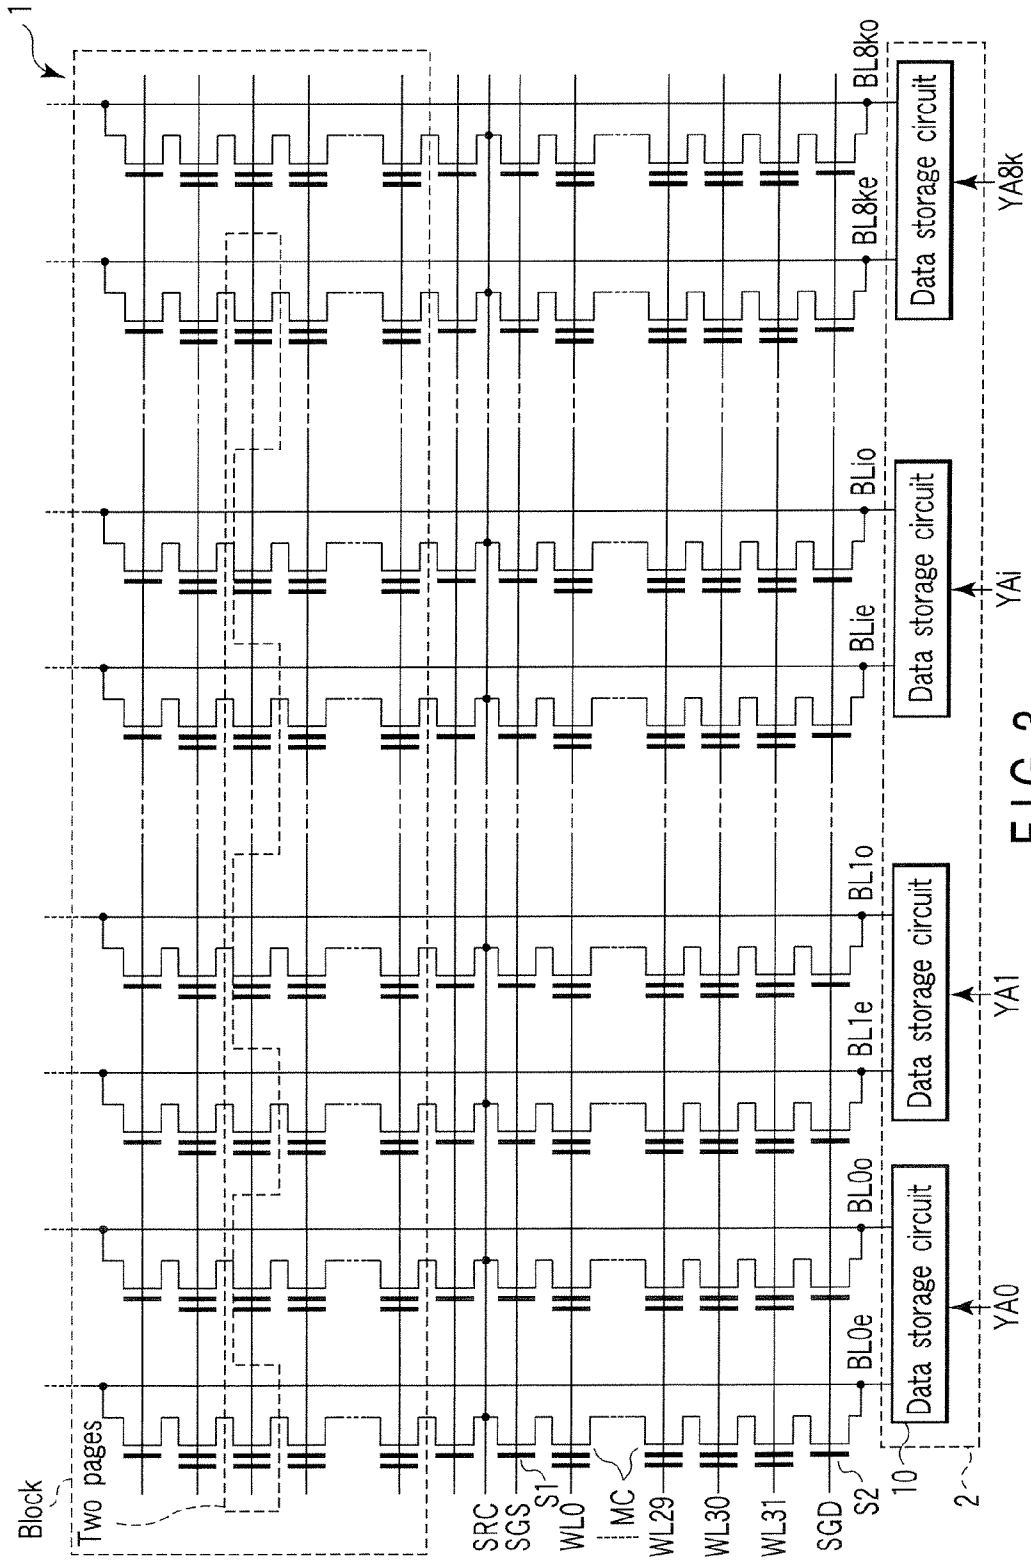 1
Block
Two pages
SRC
SGS
S1
WL0
MC
WL29
WL30
WL31
SGD
S2
BL0e
BL0o
BL1e
BL1o
BLie
BLio
BL8ke
BL8ko
10
Data storage circuit
Data storage circuit
Data storage circuit
Data storage circuit
2
YA0
YA1
YAi
YA8k